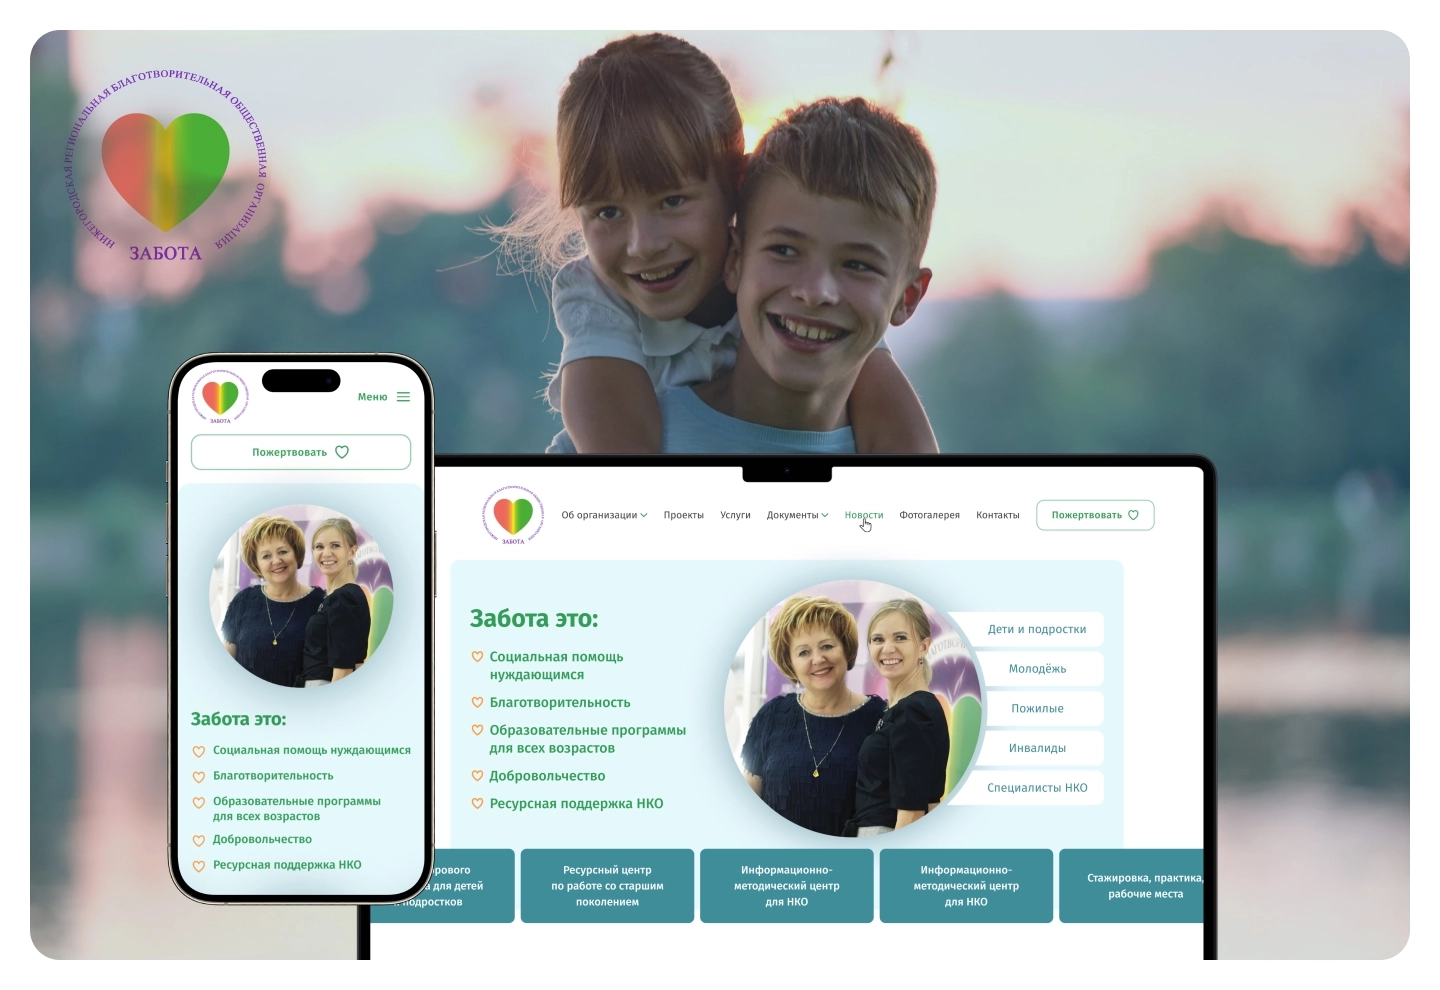 НИЖЕГОРОДСКАЯ РЕГИОНАЛЬНАЯ БЛАГОТВОРИТЕЛЬНАЯ ОБЩЕСТВЕННАЯ ОРГАНИЗАЦИЯ
ЗАБОТА
ЗАБОТА
Меню
Пожертвовать
Забота это:
Социальная помощь нуждающимся
Благотворительность
Образовательные программы
для всех возрастов
Добровольчество
Ресурсная поддержка НКО
ЗАБОТА
Об организации
Проекты
Услуги
Документы
Новости
Фотогалерея
Контакты
Пожертвовать
Забота это:
Социальная помощь
нуждающимся
Благотворительность
Образовательные программы
для всех возрастов
Добровольчество
Ресурсная поддержка НКО
Дети и подростки
Молодёжь
Пожилые
Инвалиды
Специалисты НКО
для детей
подростков
Ресурсный центр
по работе со старшим
поколением
Информационно-
методический центр
для НКО
Информационно-
методический центр
для НКО
Стажировка, практика,
рабочие места